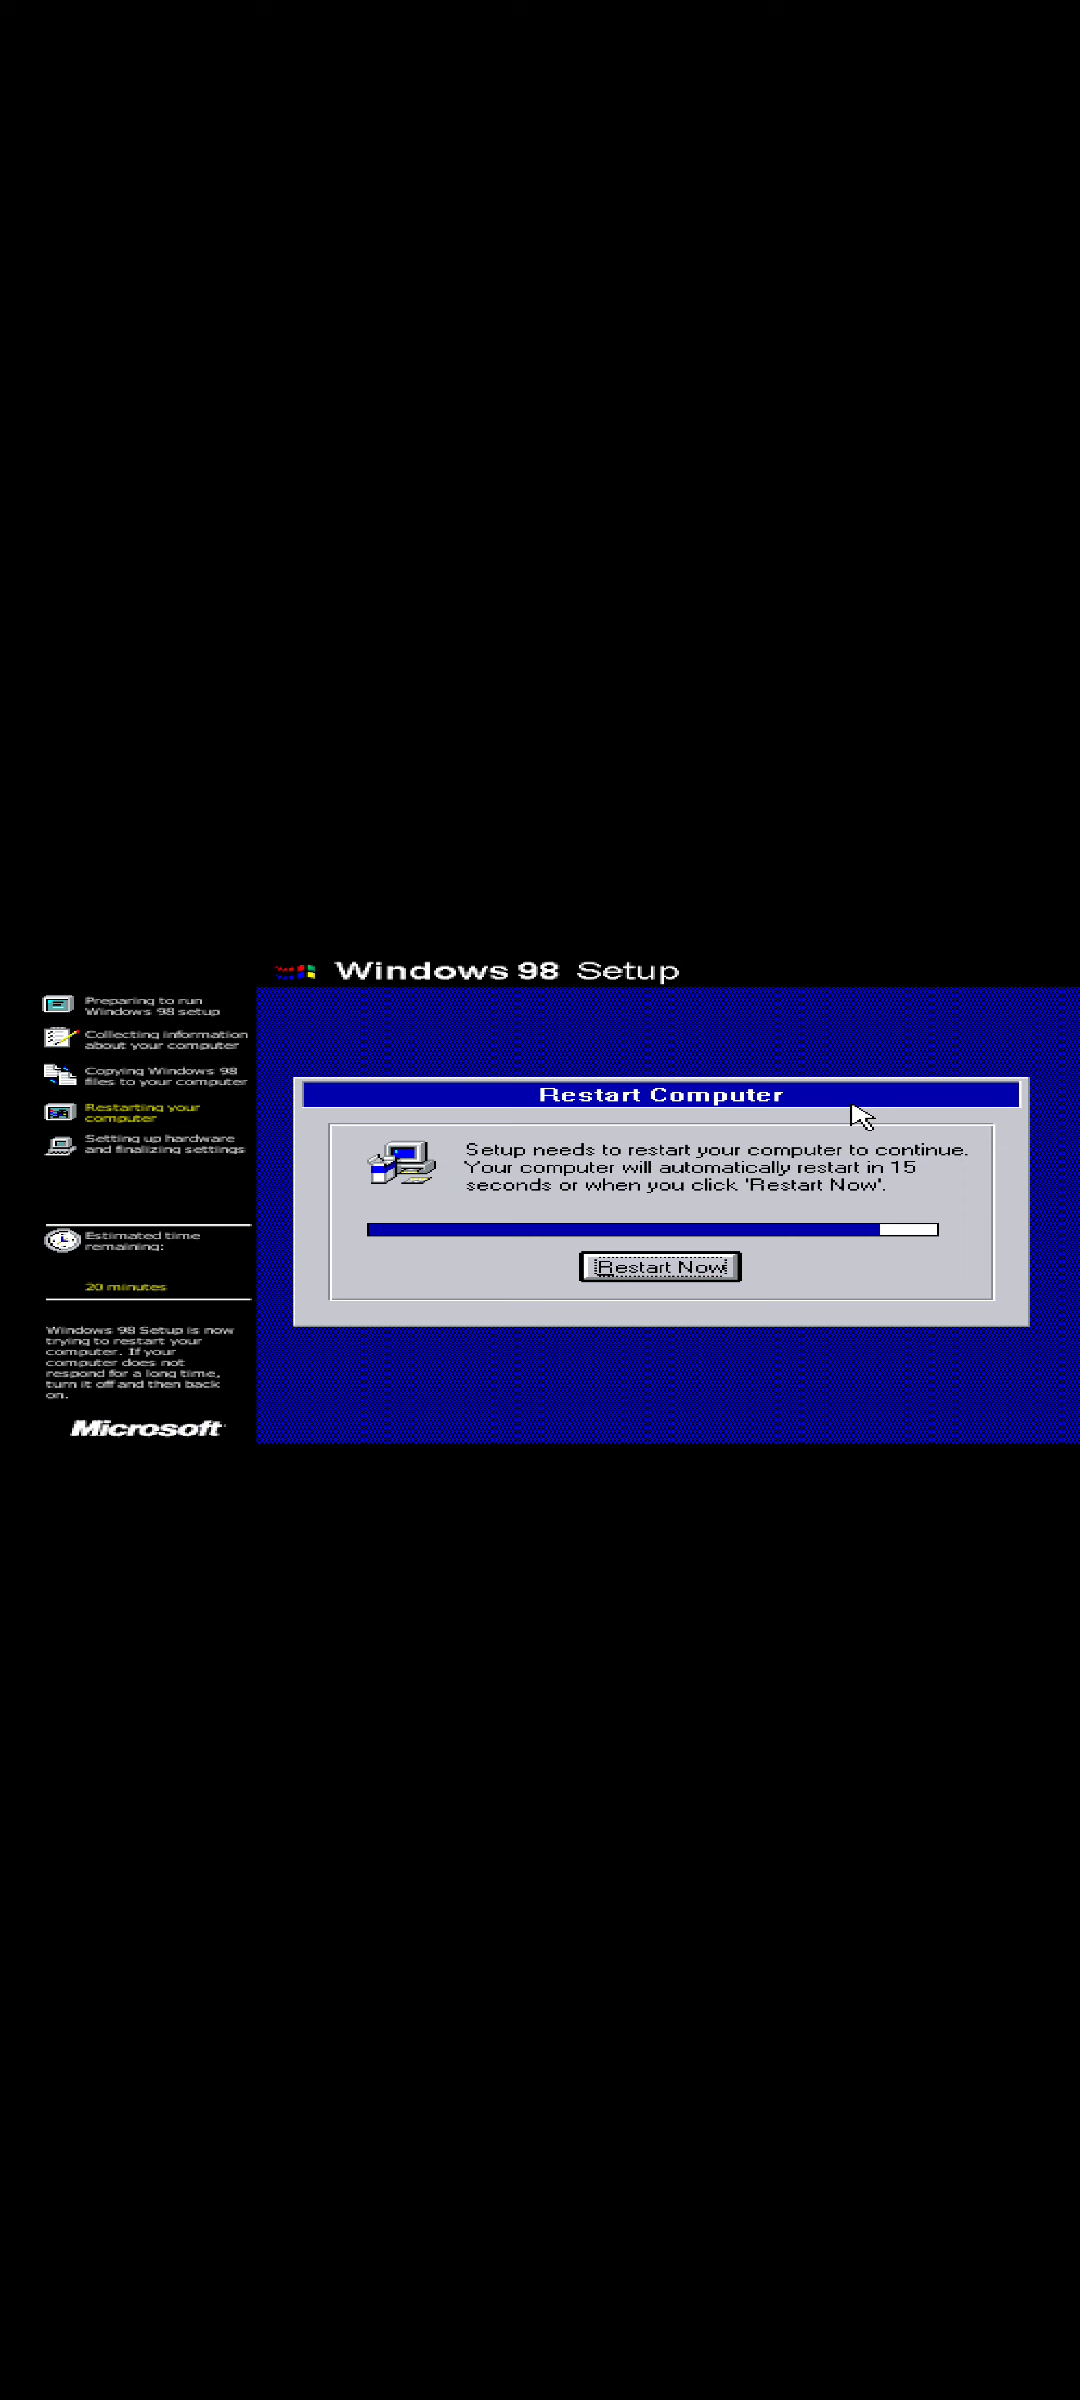 Windows 98 Setup
Preparing to run
Windows 98 setup
Collecting information
about your computer
Copying Windows 98
files to your computer
Restarting your
computer
Setting up hardware
and finalizing settings
Estimated time
remaining:
20 minutes
Windows 98 Setup is now
trying to restart your
computer. If your
computer does not
respond for a long time,
turn it off and then back
on.
Microsoft
Restart Computer
Setup needs to restart your computer to continue.
Your computer will automatically restart in 15
seconds or when you click 'Restart Now'.
Restart Now